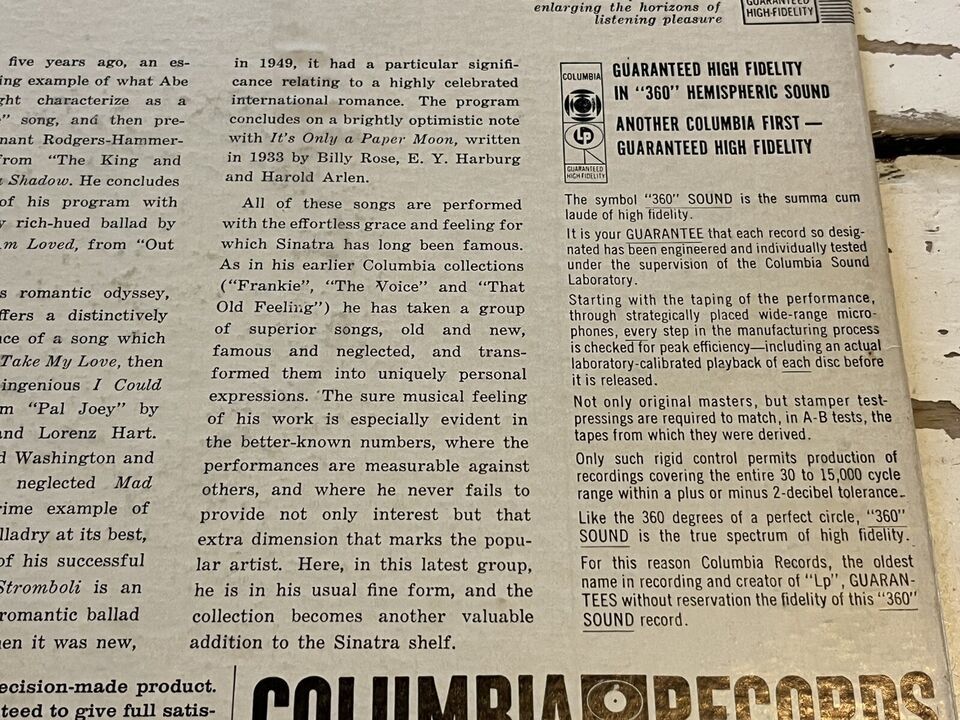 enlarging the horizons of
listening pleasure
GUARANTEED
HIGH-FIDELITY
five years ago, an es-
ing example of what Abe
ght characterize as a
" song, and then pre-
nant Rodgers-Hammer-
from "The King and
a Shadow. He concludes
of his program with
y rich-hued ballad by
m Loved, from "Out
s romantic odyssey,
ffers a distinctively
nce of a song which
Take My Love, then
ingenious I Could
m "Pal Joey" by
and Lorenz Hart.
d Washington and
neglected Mad
rime example of
lladry at its best,
of his successful
Stromboli is an
romantic ballad
hen it was new,
in 1949, it had a particular signifi-
cance relating to a highly celebrated
international romance. The program
concludes on a brightly optimistic note
with It's Only a Paper Moon, written
in 1933 by Billy Rose, E. Y. Harburg
and Harold Arlen.
All of these songs are performed
with the effortless grace and feeling for
which Sinatra has long been famous.
As in his earlier Columbia collections
("Frankie", "The Voice" and "That
Old Feeling") he has taken a group
of superior songs, old and new,
famous and neglected, and trans-
formed them into uniquely personal
expressions. The sure musical feeling
of his work is especially evident in
the better-known numbers, where the
performances are measurable against
others, and where he never fails to
provide not only interest but that
extra dimension that marks the popu-
lar artist. Here, in this latest group,
he is in his usual fine form, and the
collection becomes another valuable
addition to the Sinatra shelf.
COLUMBIA
LP
GUARANTEED
HIGH FIDELITY
GUARANTEED HIGH FIDELITY
IN "360" HEMISPHERIC SOUND
ANOTHER COLUMBIA FIRST —
GUARANTEED HIGH FIDELITY
The symbol "360" SOUND is the summa cum
laude of high fidelity.
It is your GUARANTEE that each record so desig-
nated has been engineered and individually tested
under the supervision of the Columbia Sound
Laboratory.
Starting with the taping of the performance,
through strategically placed wide-range micro-
phones, every step in the manufacturing process
is checked for peak efficiency—including an actual
laboratory-calibrated playback of each disc before
it is released.
Not only original masters, but stamper test-
pressings are required to match, in A-B tests, the
tapes from which they were derived.
Only such rigid control permits production of
recordings covering the entire 30 to 15,000 cycle
range within a plus or minus 2-decibel tolerance.
Like the 360 degrees of a perfect circle, "360"
SOUND is the true spectrum of high fidelity.
For this reason Columbia Records, the oldest
name in recording and creator of "Lp", GUARAN-
TEES without reservation the fidelity of this "360"
SOUND record.
ecision-made product.
teed to give full satis-
COLUMBIA RECORDS